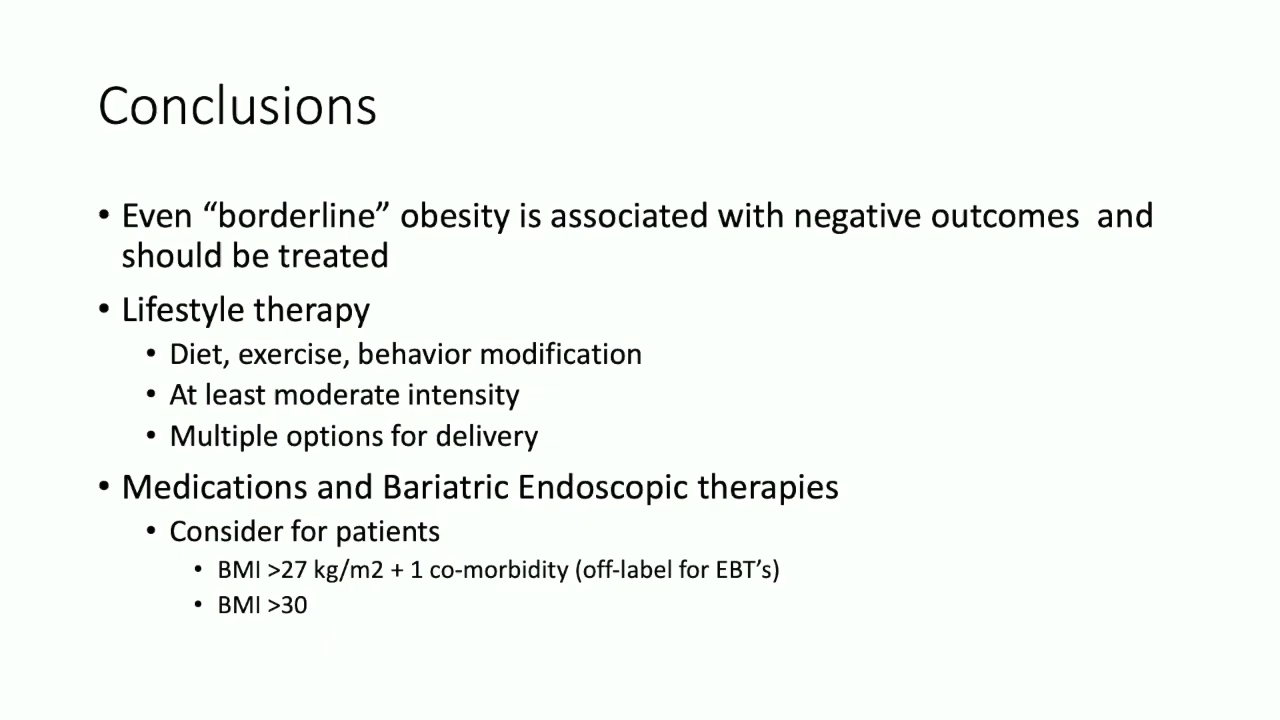 Conclusions
• Even “borderline” obesity is associated with negative outcomes  and
should be treated
• Lifestyle therapy
• Diet, exercise, behavior modification
• At least moderate intensity
• Multiple options for delivery
• Medications and Bariatric Endoscopic therapies
• Consider for patients
• BMI >27 kg/m2 + 1 co-morbidity (off-label for EBT’s)
• BMI >30